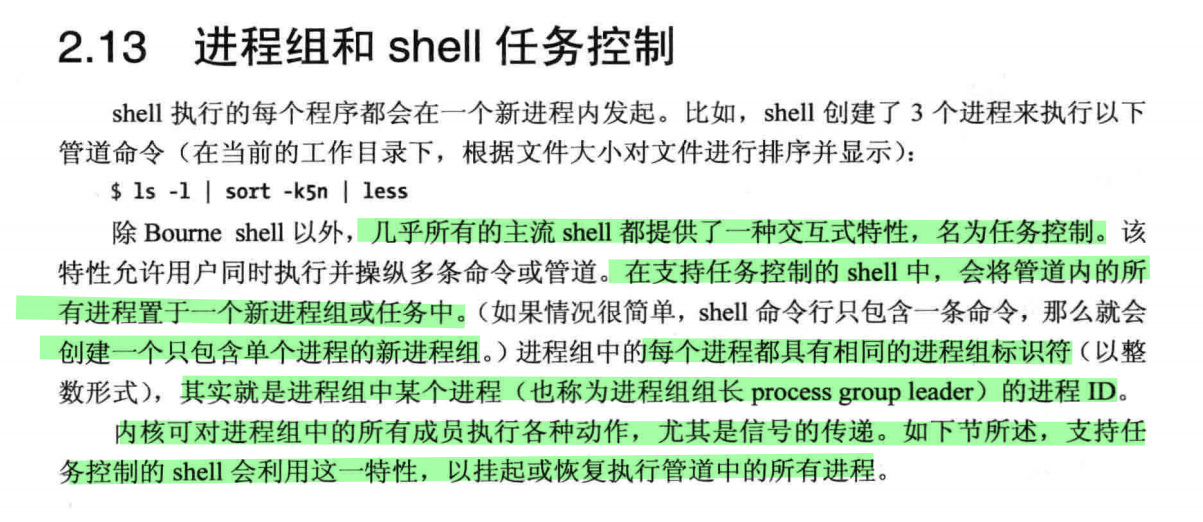 2.13 进程组和 shell 任务控制
shell 执行的每个程序都会在一个新进程内发起。比如，shell 创建了 3 个进程来执行以下
管道命令（在当前的工作目录下，根据文件大小对文件进行排序并显示）：
$ ls -l | sort -k5n | less
除 Bourne shell 以外，几乎所有的主流 shell 都提供了一种交互式特性，名为任务控制。该
特性允许用户同时执行并操纵多条命令或管道。在支持任务控制的 shell 中，会将管道内的所
有进程置于一个新进程组或任务中。（如果情况很简单，shell 命令行只包含一条命令，那么就会
创建一个只包含单个进程的新进程组。）进程组中的每个进程都具有相同的进程组标识符（以整
数形式），其实就是进程组中某个进程（也称为进程组组长 process group leader）的进程 ID。
内核可对进程组中的所有成员执行各种动作，尤其是信号的传递。如下节所述，支持任
务控制的 shell 会利用这一特性，以挂起或恢复执行管道中的所有进程。